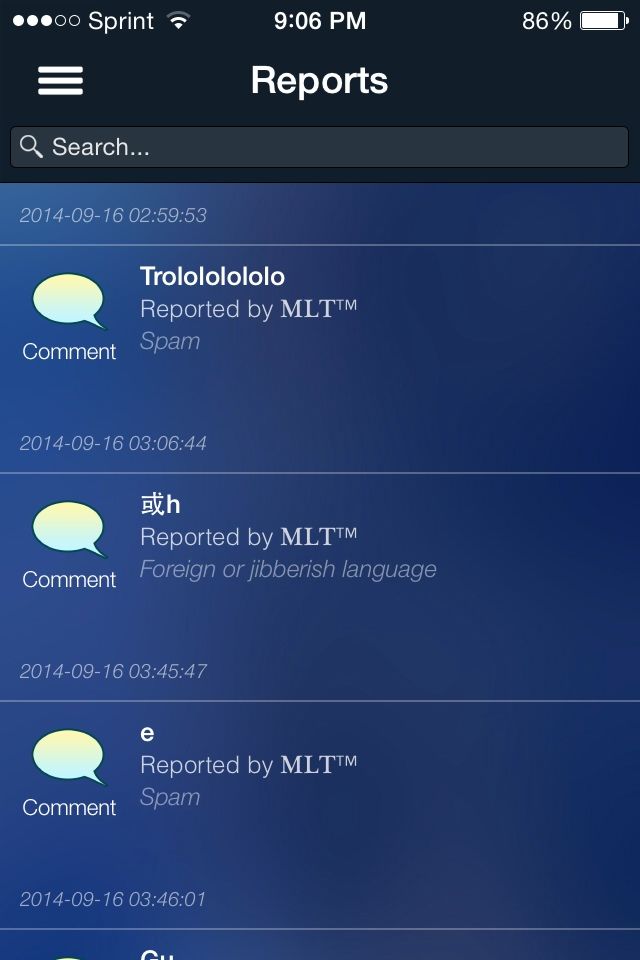 Sprint 9:06 PM 86%
Reports
Search...
2014-09-16 02:59:53
Trolololololo
Reported by MLT™
Comment
Spam
2014-09-16 03:06:44
或h
Reported by MLT™
Comment
Foreign or jibberish language
2014-09-16 03:45:47
e
Reported by MLT™
Comment
Spam
2014-09-16 03:46:01